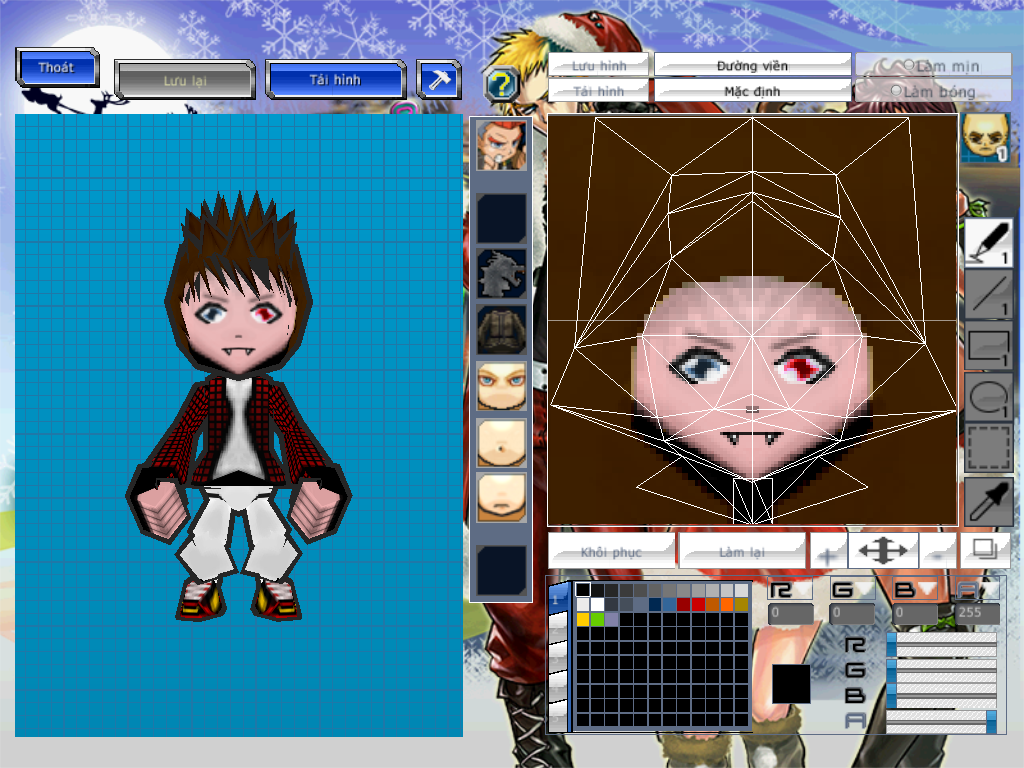 Thoát
Lưu lại
Tải hình
?
Lưu hình
Đường viền
Làm mịn
Tải hình
Mặc định
Làm bóng
1
1
1
1
1
Khôi phục
Làm lại
1
R G B A
0 0 0 255
R
G
B
A